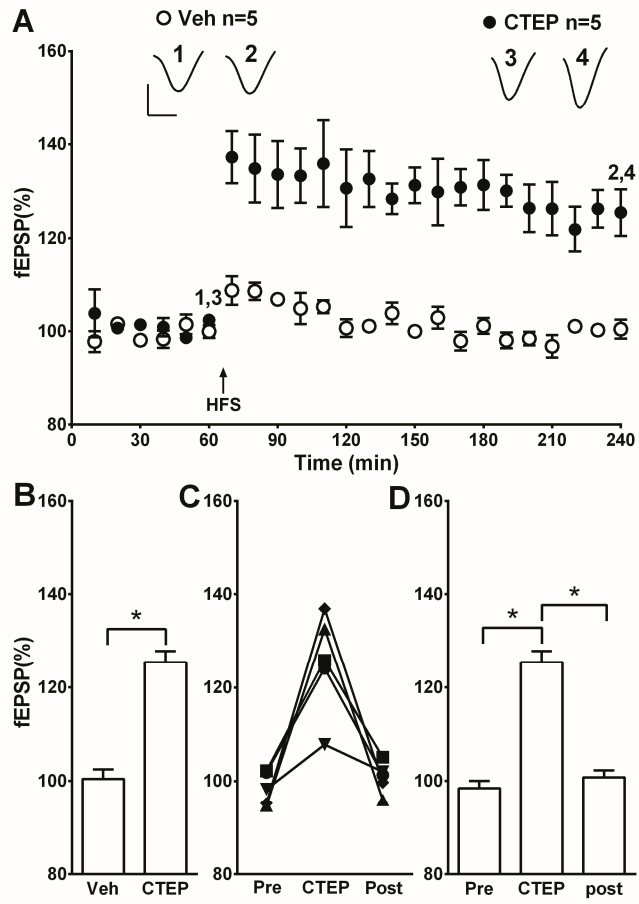 A
Veh n=5
CTEP n=5
1
2
3
4
160
140
120
100
80
fEPSP(%)
2,4
1,3
HFS
0
30
60
90
120
150
180
210
240
Time (min)
B
160
140
120
100
80
fEPSP(%)
*
Veh
CTEP
C
160
140
120
100
80
Pre
CTEP
Post
D
160
140
120
100
80
*
*
Pre
CTEP
post